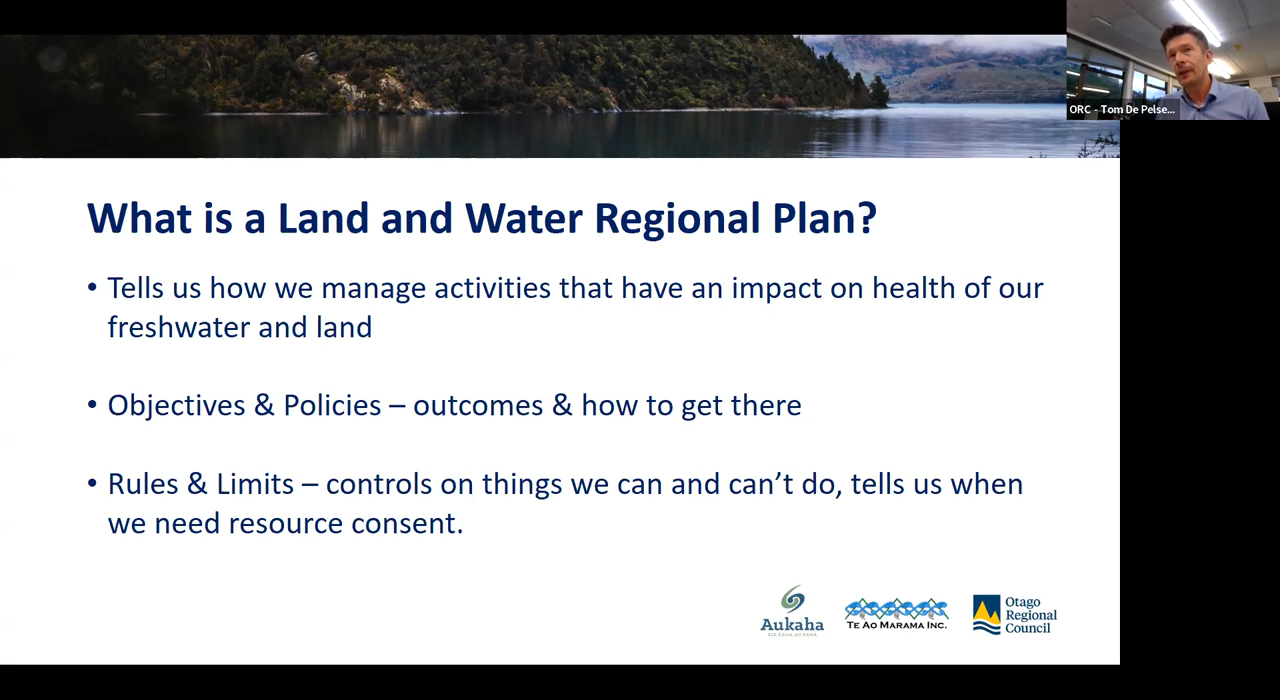 ORC - Tom De Pelse...
What is a Land and Water Regional Plan?
• Tells us how we manage activities that have an impact on health of our
freshwater and land
• Objectives & Policies – outcomes & how to get there
• Rules & Limits – controls on things we can and can’t do, tells us when
we need resource consent.
Aukaha
Te Ao Marama Inc.
Otago
Regional
Council